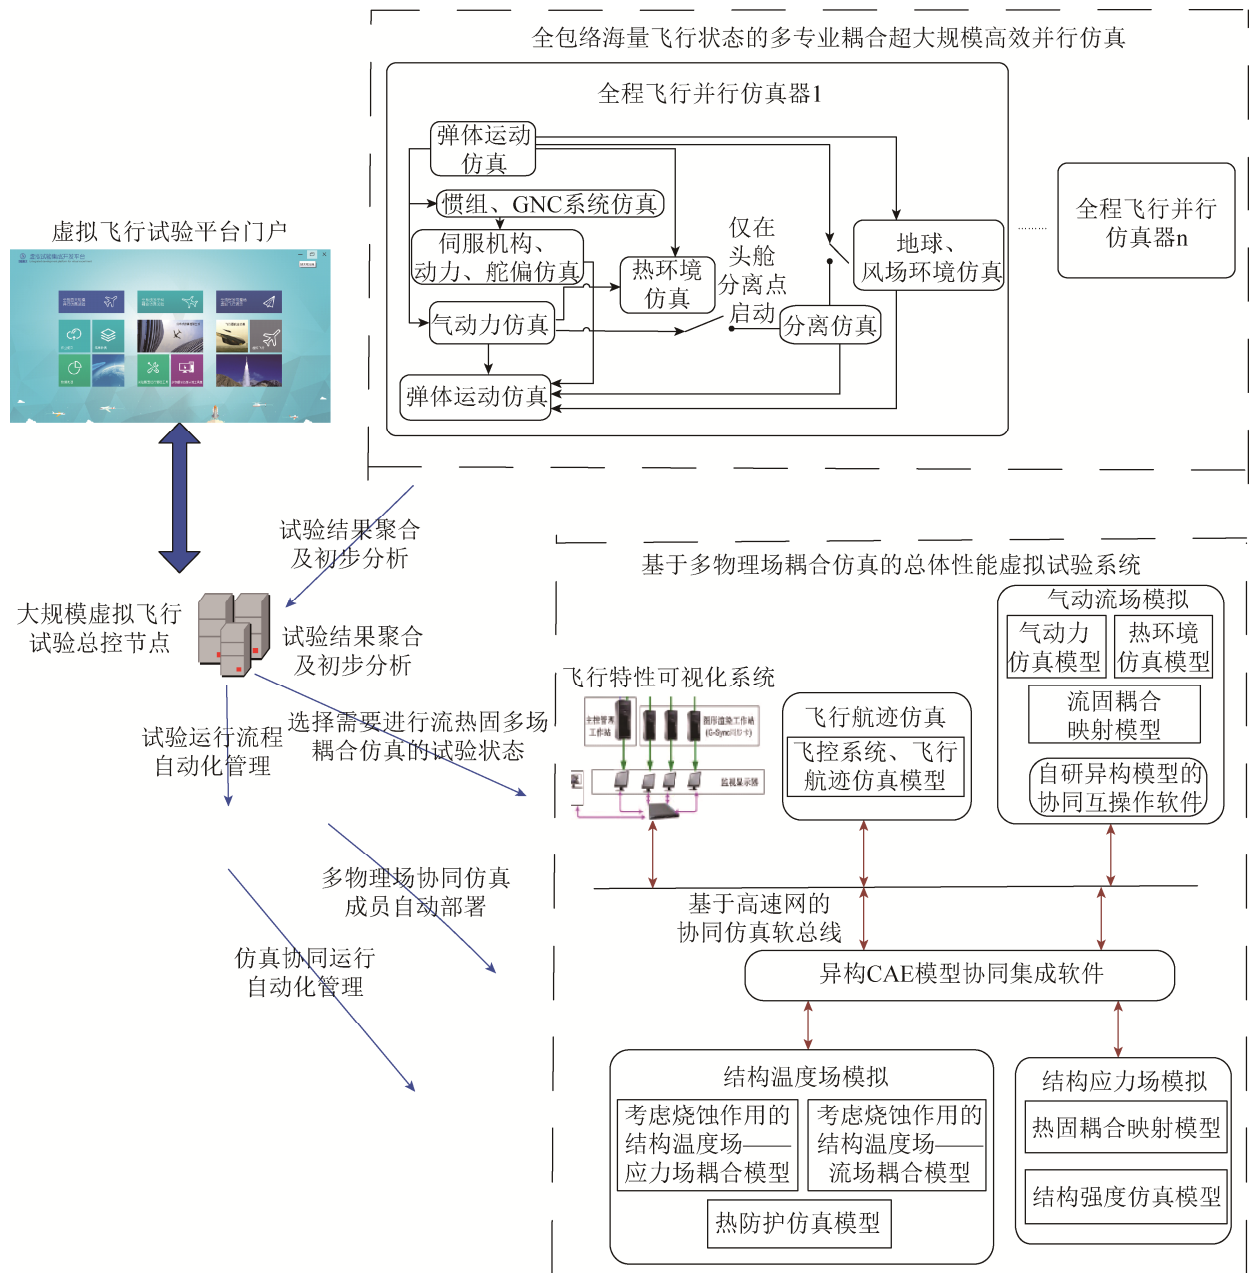 全包络海量飞行状态的多专业耦合超大规模高效并行仿真
全程飞行并行仿真器1
弹体运动
仿真
惯组、GNC系统仿真
伺服机构、
动力、舵偏仿真
热环境
仿真
仅在
头舱
分离点
启动
地球、
风场环境仿真
气动力仿真
分离仿真
弹体运动仿真
全程飞行并行
仿真器n
虚拟飞行试验平台门户
试验结果聚合
及初步分析
大规模虚拟飞行
试验总控节点
试验结果聚合
及初步分析
试验运行流程
自动化管理
选择需要进行流热固多场
耦合仿真的试验状态
多物理场协同仿真
成员自动部署
仿真协同运行
自动化管理
基于多物理场耦合仿真的总体性能虚拟试验系统
飞行特性可视化系统
主控管理
工作站
图形渲染工作站
监视显示器
飞行航迹仿真
飞控系统、飞行
航迹仿真模型
气动流场模拟
气动力
仿真模型
热环境
仿真模型
流固耦合
映射模型
自研异构模型的
协同互操作软件
基于高速网的
协同仿真软总线
异构CAE模型协同集成软件
结构温度场模拟
考虑烧蚀作用的
结构温度场——
应力场耦合模型
考虑烧蚀作用的
结构温度场——
流场耦合模型
热防护仿真模型
结构应力场模拟
热固耦合映射模型
结构强度仿真模型